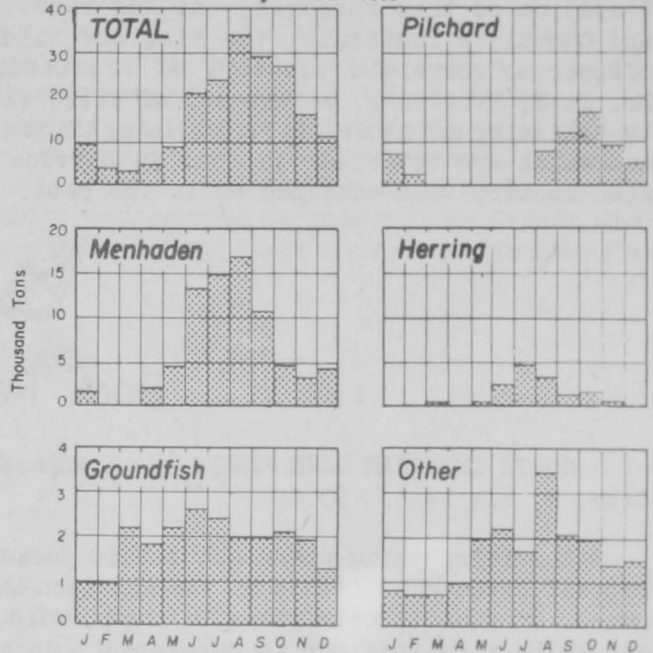 TOTAL
Pilchard
40
30
20
10
0
Menhaden
Herring
20
15
10
5
0
Thousand Tons
Groundfish
Other
4
3
2
1
0
J F M A M J J A S O N D
J F M A M J J A S O N D